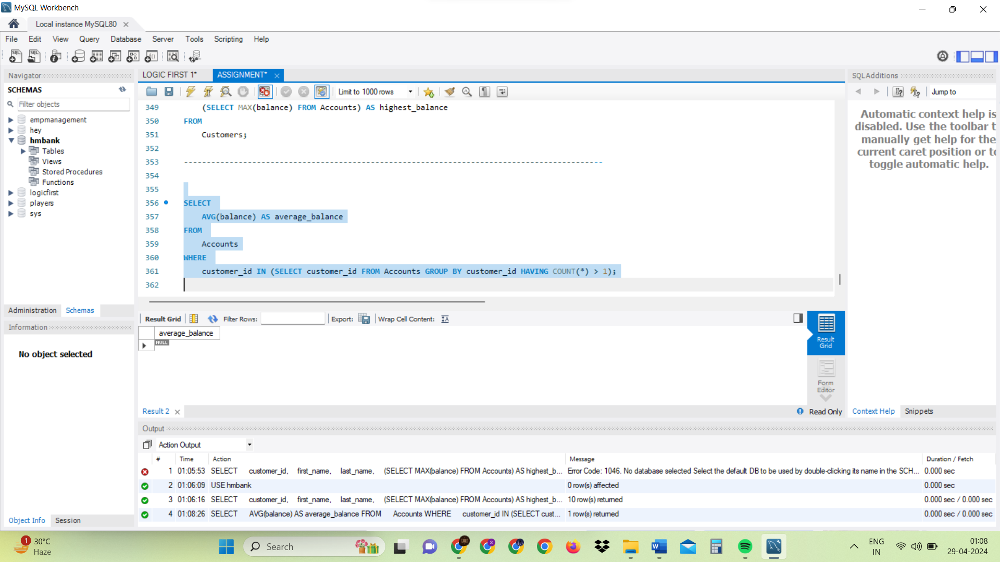 MySQL Workbench
Local instance MySQL80
File Edit View Query Database Server Tools Scripting Help
Navigator
SCHEMAS
Filter objects
empmanagement
hey
hmbank
Tables
Views
Stored Procedures
Functions
logicfirst
players
sys
Administration Schemas
Information
No object selected
Object Info Session
LOGIC FIRST 1* ASSIGNMENT*
Limit to 1000 rows
349 (SELECT MAX(balance) FROM Accounts) AS highest_balance
350 FROM
351 Customers;
352
353 --------------------------------------------------------------------------------------------
354
355
356 SELECT
357 AVG(balance) AS average_balance
358 FROM
359 Accounts
360 WHERE
361 customer_id IN (SELECT customer_id FROM Accounts GROUP BY customer_id HAVING COUNT(*) > 1);
362
Result Grid Filter Rows: Export: Wrap Cell Content:
average_balance
NULL
Result
Grid
Form
Editor
Result 2
Read Only
SQLAdditions
Jump to
Automatic context help is
disabled. Use the toolbar t
manually get help for the
current caret position or to
toggle automatic help.
Context Help Snippets
Output
Action Output
# Time Action Message Duration / Fetch
1 01:05:53 SELECT customer_id, first_name, last_name, (SELECT MAX(balance) FROM Accounts) AS highest_b... Error Code: 1046. No database selected Select the default DB to be used by double-clicking its name in the SCH... 0.000 sec
2 01:06:09 USE hmbank 0 row(s) affected 0.000 sec
3 01:06:16 SELECT customer_id, first_name, last_name, (SELECT MAX(balance) FROM Accounts) AS highest_b... 10 row(s) returned 0.000 sec / 0.000 sec
4 01:08:26 SELECT AVG(balance) AS average_balance FROM Accounts WHERE customer_id IN (SELECT cust... 1 row(s) returned 0.000 sec / 0.000 sec
1
30°C
Haze
Search
ENG
IN
01:08
29-04-2024